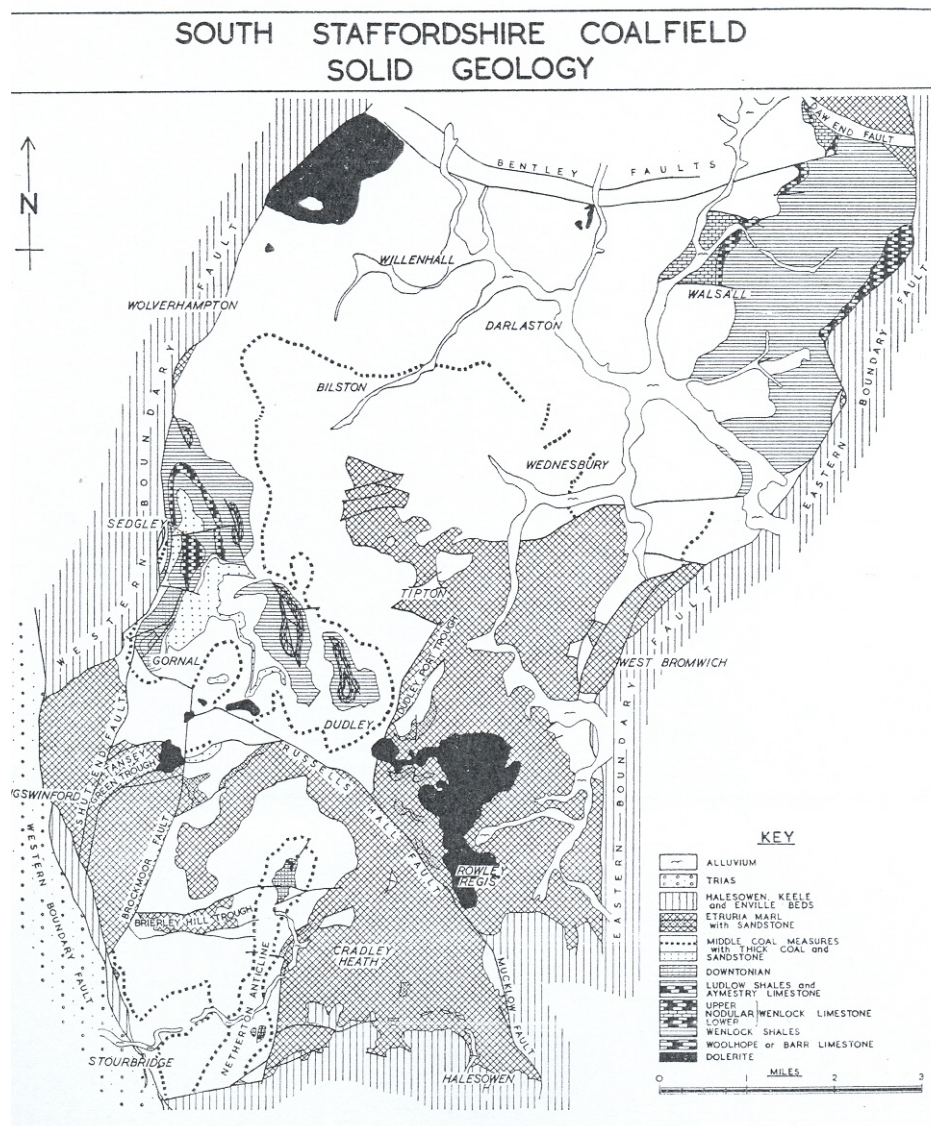 SOUTH STAFFORDSHIRE COALFIELD
SOLID GEOLOGY
N
BENTLEY FAULTS
DAW END FAULT
WILLENHALL
WOLVERHAMPTON
WALSALL
DARLASTON
BILSTON
WEDNESBURY
SEDGLEY
WESTERN BOUNDARY FAULT
EASTERN BOUNDARY FAULT
TIPTON
GORNAL
WEST BROMWICH
DUDLEY
DUDLEY PORT TROUGH
RUSSELLS HALL FAULT
SHUTT END FAULT
PANSEY
GREEN TROUGH
GSWINFORD
WESTERN BOUNDARY FAULT
BROCKMOOR FAULT
ROWLEY
REGIS
EASTERN BOUNDARY FAULT
BRIERLEY HILL TROUGH
CRADLEY
HEATH
NETHERTON ANTICLINE
MUCKLOW FAULT
STOURBRIDGE
HALESOWEN
KEY
ALLUVIUM
TRIAS
HALESOWEN, KEELE
and ENVILLE BEDS
ETRURIA MARL
with SANDSTONE
MIDDLE COAL MEASURES
with THICK COAL and
SANDSTONE
DOWNTONIAN
LUDLOW SHALES and
AYMESTRY LIMESTONE
UPPER
NODULAR WENLOCK LIMESTONE
LOWER
WENLOCK SHALES
WOOLHOPE or BARR LIMESTONE
DOLERITE
MILES
0 1 2 3